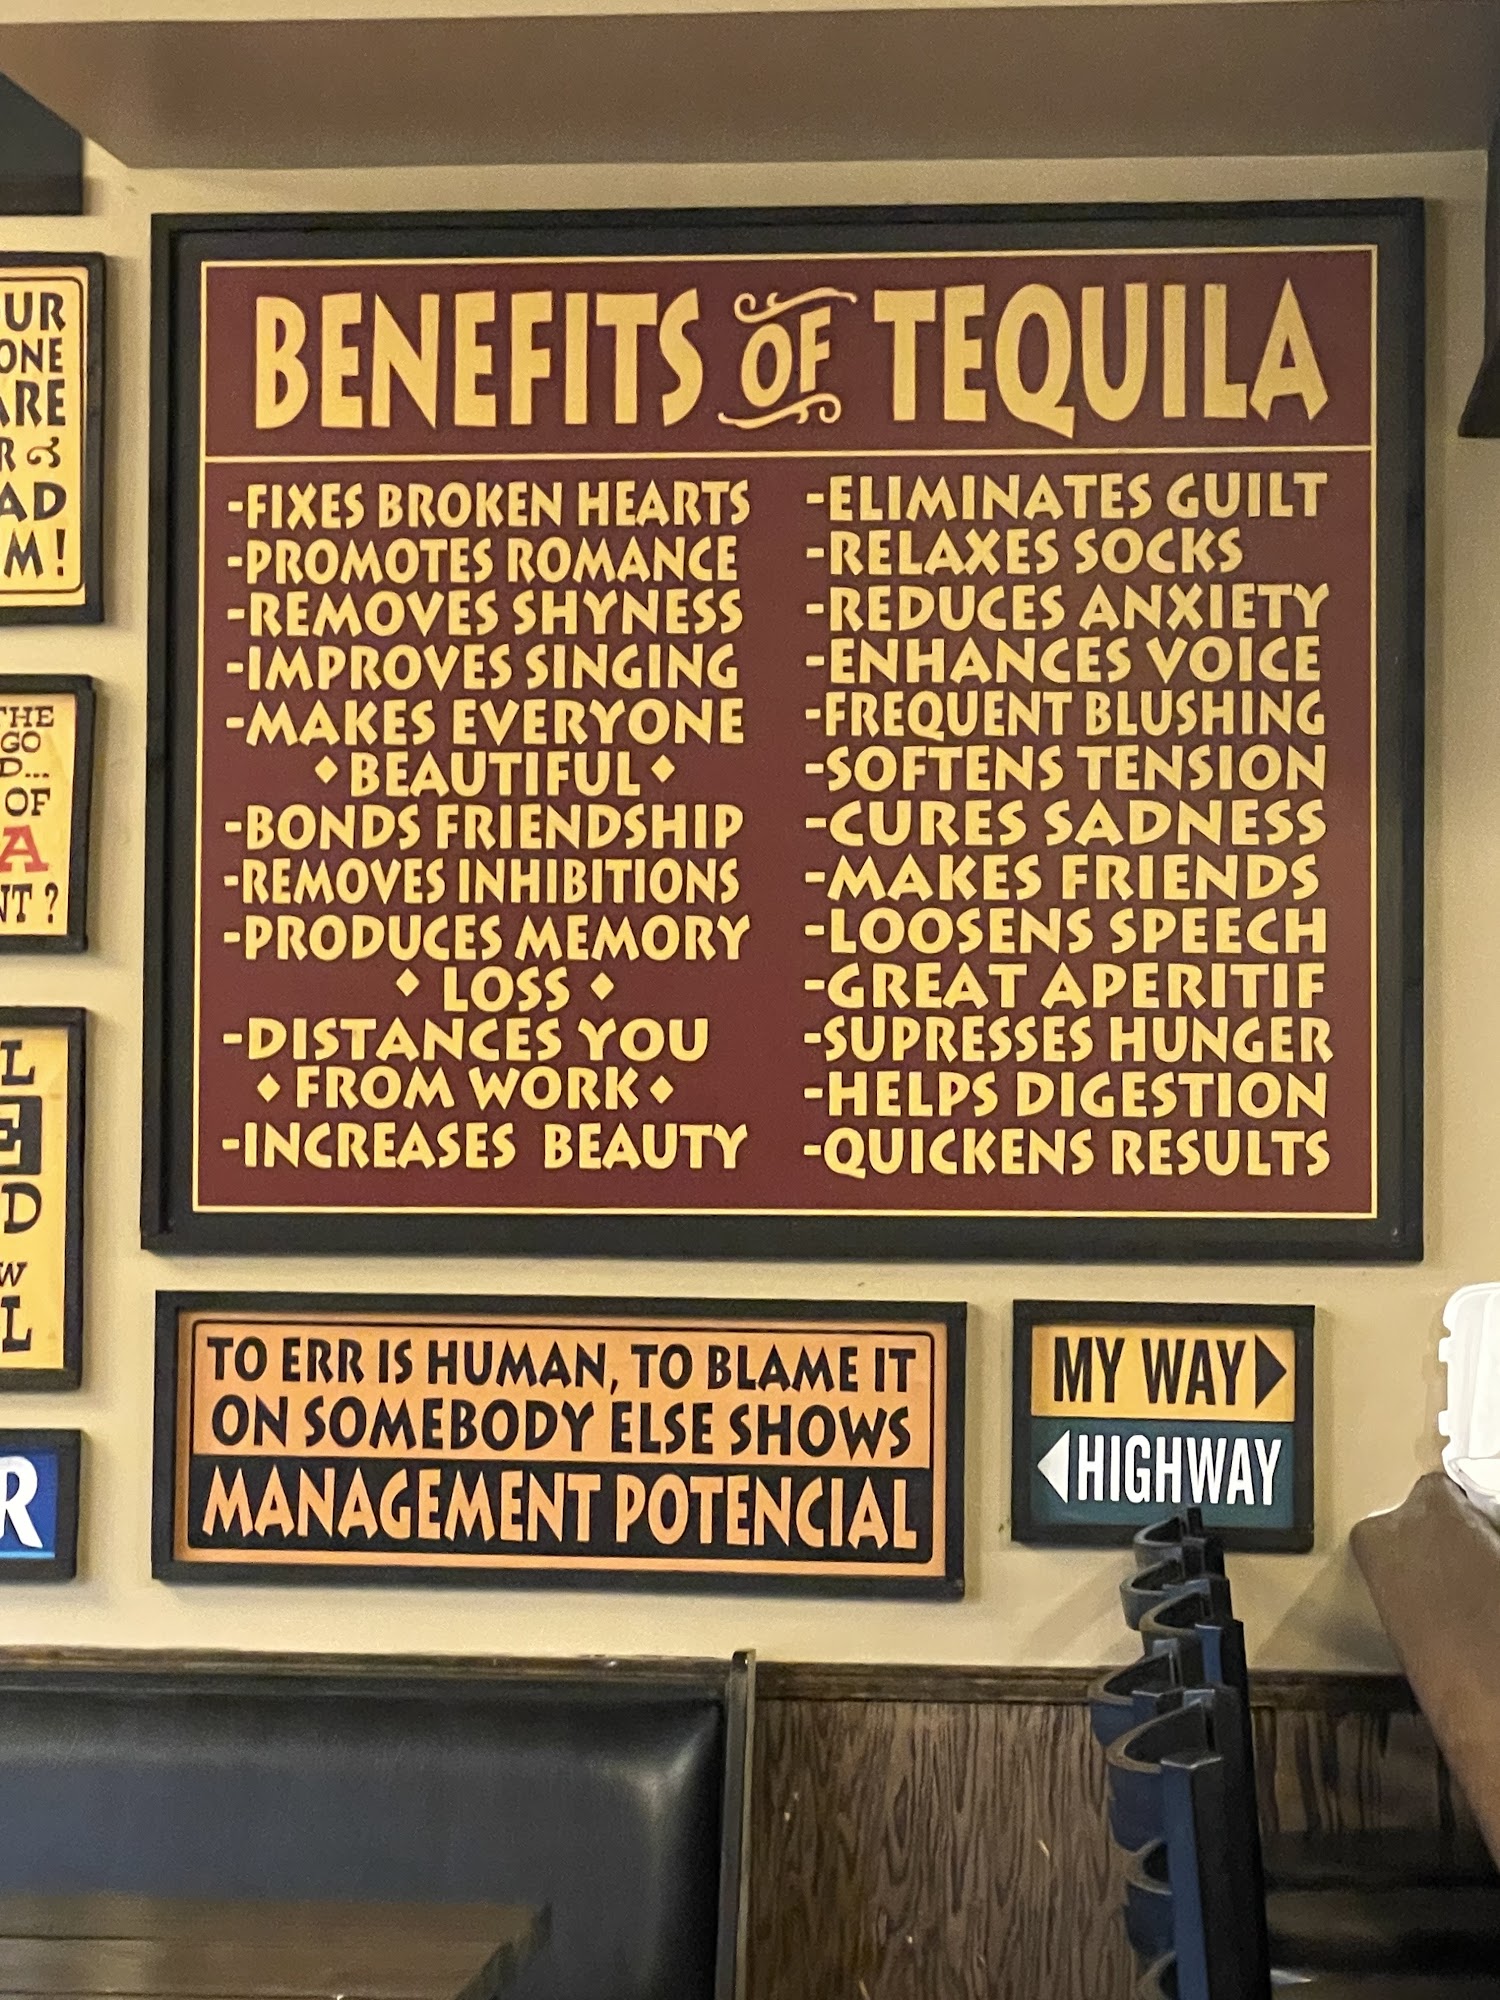 BENEFITS OF TEQUILA
-FIXES BROKEN HEARTS
-PROMOTES ROMANCE
-REMOVES SHYNESS
-IMPROVES SINGING
-MAKES EVERYONE
◆ BEAUTIFUL ◆
-BONDS FRIENDSHIP
-REMOVES INHIBITIONS
-PRODUCES MEMORY
◆ LOSS ◆
-DISTANCES YOU
◆ FROM WORK ◆
-INCREASES BEAUTY
-ELIMINATES GUILT
-RELAXES SOCKS
-REDUCES ANXIETY
-ENHANCES VOICE
-FREQUENT BLUSHING
-SOFTENS TENSION
-CURES SADNESS
-MAKES FRIENDS
-LOOSENS SPEECH
-GREAT APERITIF
-SUPRESSES HUNGER
-HELPS DIGESTION
-QUICKENS RESULTS
TO ERR IS HUMAN, TO BLAME IT
ON SOMEBODY ELSE SHOWS
MANAGEMENT POTENCIAL
MY WAY
HIGHWAY
THE
GO
OF